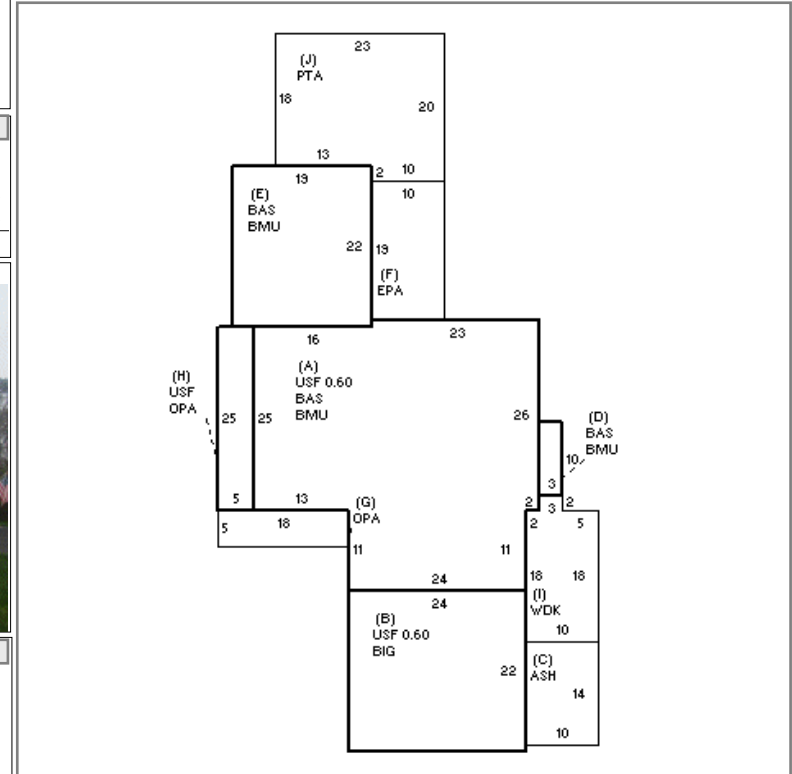 23
(J)
PTA
18
20
13
2 10
19
10
(E)
BAS
BMU
22
19
(F)
EPA
16
23
(A)
USF 0.60
BAS
BMU
(H)
USF
OPA
26
(D)
BAS
BMU
25
25
10
3
5
13
(G)
OPA
2
3
2
5
18
2
5
11
11
24
18
18
24
(I)
WDK
(B)
USF 0.60
BIG
10
(C)
ASH
22
14
10